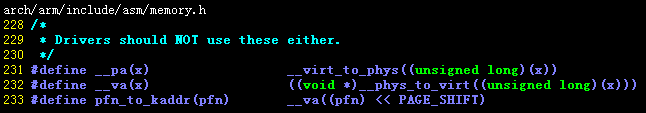 arch/arm/include/asm/memory.h
228 /*
229  * Drivers should NOT use these either.
230  */
231 #define __pa(x)			__virt_to_phys((unsigned long)(x))
232 #define __va(x)			((void *)__phys_to_virt((unsigned long)(x)))
233 #define pfn_to_kaddr(pfn)	__va((pfn) << PAGE_SHIFT)